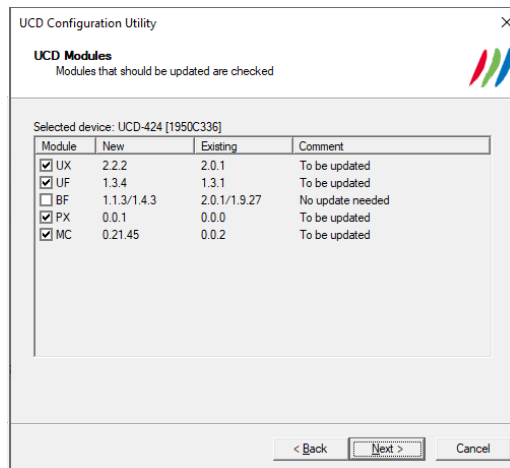 UCD Configuration Utility
UCD Modules
Modules that should be updated are checked
Selected device: UCD-424 [1950C336]
Module New Existing Comment
UX 2.2.2 2.0.1 To be updated
UF 1.3.4 1.3.1 To be updated
BF 1.1.3/1.4.3 2.0.1/1.9.27 No update needed
PX 0.0.1 0.0.0 To be updated
MC 0.21.45 0.0.2 To be updated
< Back Next > Cancel